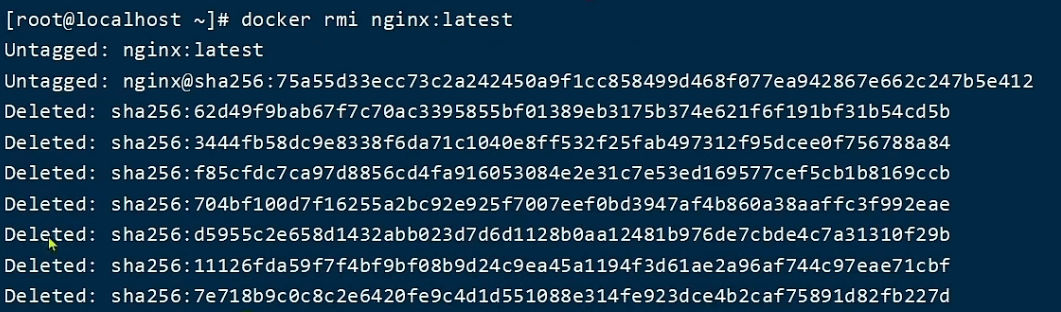 [root@localhost ~]# docker rmi nginx:latest
Untagged: nginx:latest
Untagged: nginx@sha256:75a55d33ecc73c2a242450a9f1cc858499d468f077ea942867e662c247b5e412
Deleted: sha256:62d49f9bab67f7c70ac3395855bf01389eb3175b374e621f6f191bf31b54cd5b
Deleted: sha256:3444fb58dc9e8338f6da71c1040e8ff532f25fab497312f95dcee0f756788a84
Deleted: sha256:f85cfdc7ca97d8856cd4fa916053084e2e31c7e53ed169577cef5cb1b8169ccb
Deleted: sha256:704bf100d7f16255a2bc92e925f7007eef0bd3947af4b860a38aaffc3f992eae
Deleted: sha256:d5955c2e658d1432abb023d7d6d1128b0aa12481b976de7cbde4c7a31310f29b
Deleted: sha256:11126fda59f7f4bf9bf08b9d24c9ea45a1194f3d61ae2a96af744c97eae71cbf
Deleted: sha256:7e718b9c0c8c2e6420fe9c4d1d551088e314fe923dce4b2caf75891d82fb227d